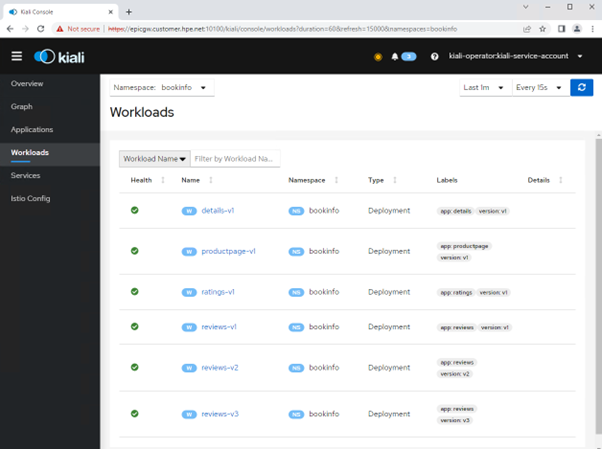 Kiali Console
Not secure https://epicgw.customer.hpe.net:10100/kiali/console/workloads?duration=60&refresh=15000&namespaces=bookinfo
kiali 3 kiali-operator:kiali-service-account
Overview
Graph
Applications
Workloads
Services
Istio Config
Namespace: bookinfo Last 1m Every 15s
Workloads
Workload Name Filter by Workload Na...
Health Name Namespace Type Labels Details
W details-v1 NS bookinfo Deployment app: details version: v1
W productpage-v1 NS bookinfo Deployment app: productpage
version: v1
W ratings-v1 NS bookinfo Deployment app: ratings version: v1
W reviews-v1 NS bookinfo Deployment app: reviews version: v1
W reviews-v2 NS bookinfo Deployment app: reviews
version: v2
W reviews-v3 NS bookinfo Deployment app: reviews
version: v3